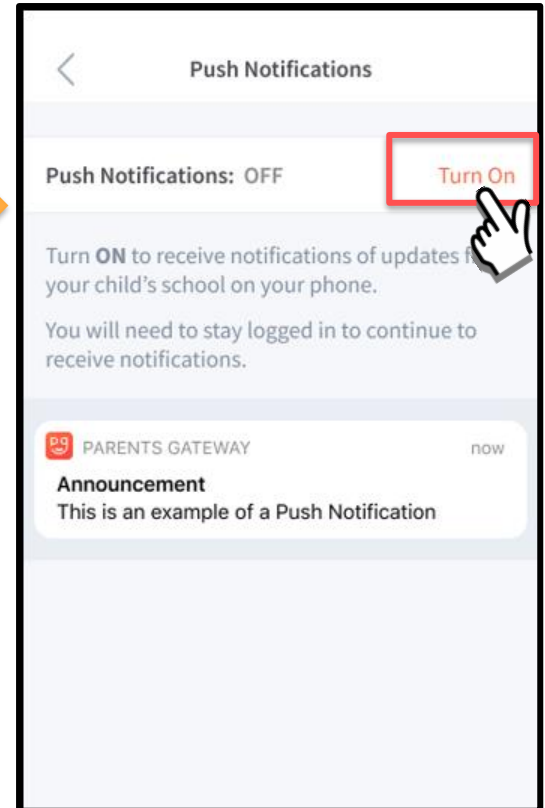 Push Notifications
Push Notifications: OFF
Turn On
Turn ON to receive notifications of updates
your child's school on your phone.
You will need to stay logged in to continue to
receive notifications.
PARENTS GATEWAY
now
Announcement
This is an example of a Push Notification